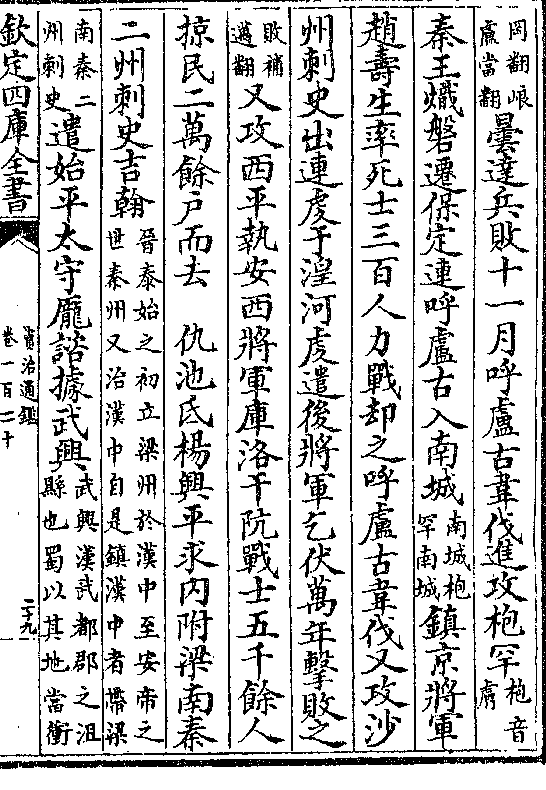 罔翻崀
盧當翻
曇達兵敗十一月呼盧古韋伐進攻枹罕
枹音
膚
秦王熾磐遷保定連呼盧古入南城
南城枹
罕南城
鎮京將軍
趙壽生率死士三百人力戰却之呼盧古韋伐又攻沙
州刺史出連虔于湟河虔遣後將軍乞伏萬年擊敗之
敗補
邁翻
又攻西平執安西將軍庫洛干阬戰士五千餘人
掠民二萬餘户而去 仇池氐楊興平求内附梁南秦
二州刺史吉翰
晉泰始之初立梁州於漢中至安帝之
世秦州又治漢中自是鎮漢中者帶梁
南秦二
州刺史
遣始平太守龎諮據武興
武興漢武都郡之沮
縣也蜀以其地當衝
欽定四庫全書
資治通鑑
卷一百二十
二十九